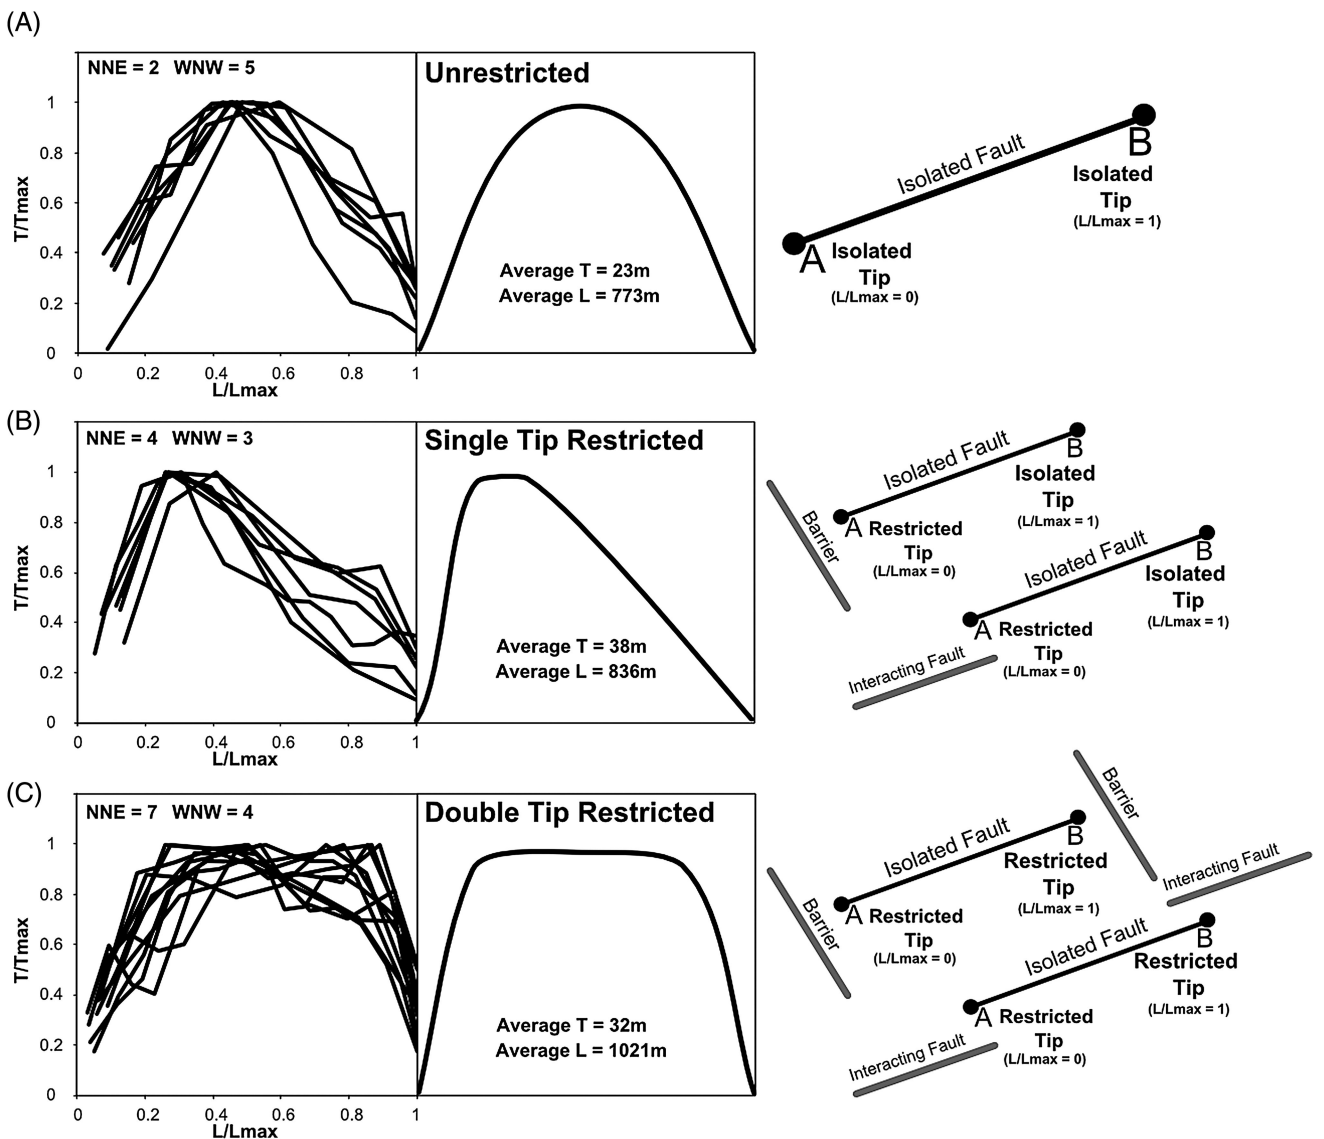 (A)
NNE = 2 WNW = 5
Unrestricted
1
0.8
0.6
0.4
0.2
0
T/Tmax
0 0.2 0.4 0.6 0.8 1
L/Lmax
Average T = 23m
Average L = 773m
Isolated Fault
A
Isolated
Tip
(L/Lmax = 0)
B
Isolated
Tip
(L/Lmax = 1)
(B)
NNE = 4 WNW = 3
Single Tip Restricted
1
0.8
0.6
0.4
0.2
0
T/Tmax
0 0.2 0.4 0.6 0.8 1
L/Lmax
Average T = 38m
Average L = 836m
Barrier
Isolated Fault
A
Restricted
Tip
(L/Lmax = 0)
B
Isolated
Tip
(L/Lmax = 1)
Isolated Fault
A
Restricted
Tip
(L/Lmax = 0)
B
Isolated
Tip
(L/Lmax = 1)
Interacting Fault
(C)
NNE = 7 WNW = 4
Double Tip Restricted
1
0.8
0.6
0.4
0.2
0
T/Tmax
0 0.2 0.4 0.6 0.8 1
L/Lmax
Average T = 32m
Average L = 1021m
Barrier
Isolated Fault
A
Restricted
Tip
(L/Lmax = 0)
B
Restricted
Tip
(L/Lmax = 1)
Barrier
Interacting Fault
Isolated Fault
A
Restricted
Tip
(L/Lmax = 0)
B
Restricted
Tip
(L/Lmax = 1)
Interacting Fault